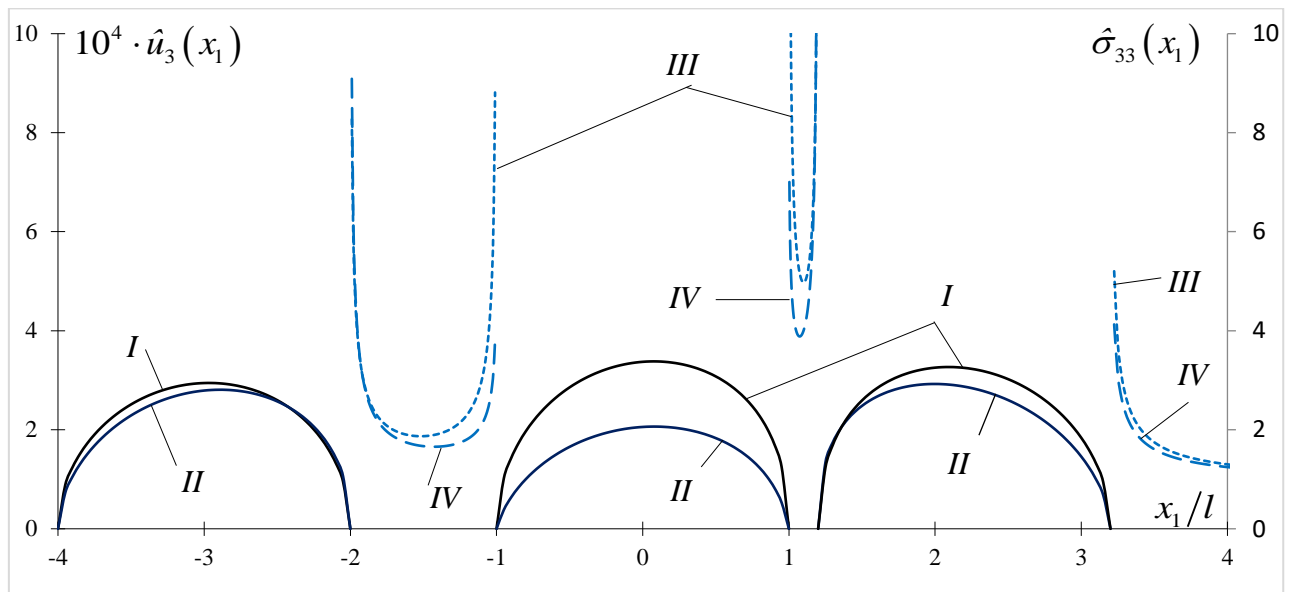 10 10⁴ · û₃(x₁) σ̂₃₃(x₁) 10
III
8 8
III
6 6
IV
I
4 4
I IV
2 2
II IV II II
x₁/l
0 0
-4 -3 -2 -1 0 1 2 3 4